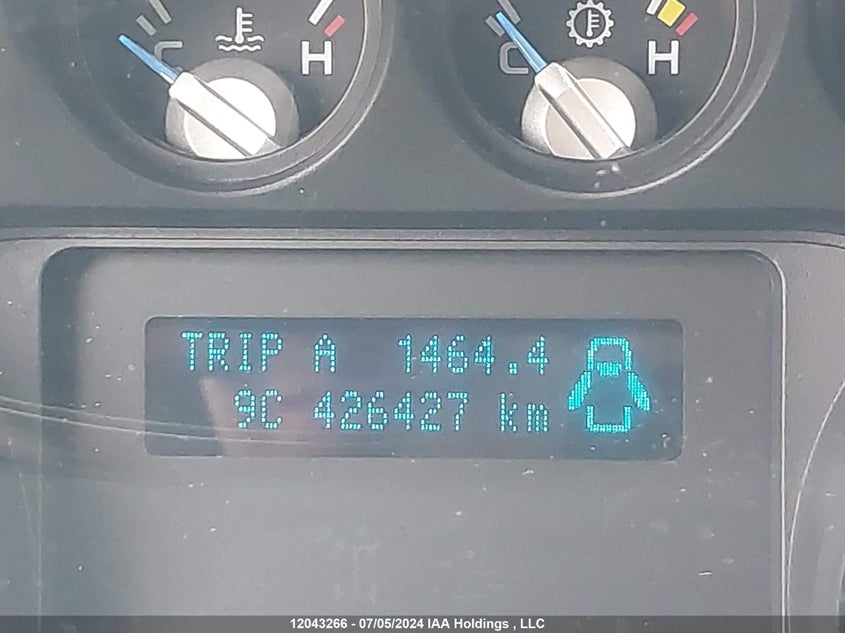 C H
C H
TRIP A 1464.4
9C 426427 km
12043266 - 07/05/2024 IAA Holdings , LLC